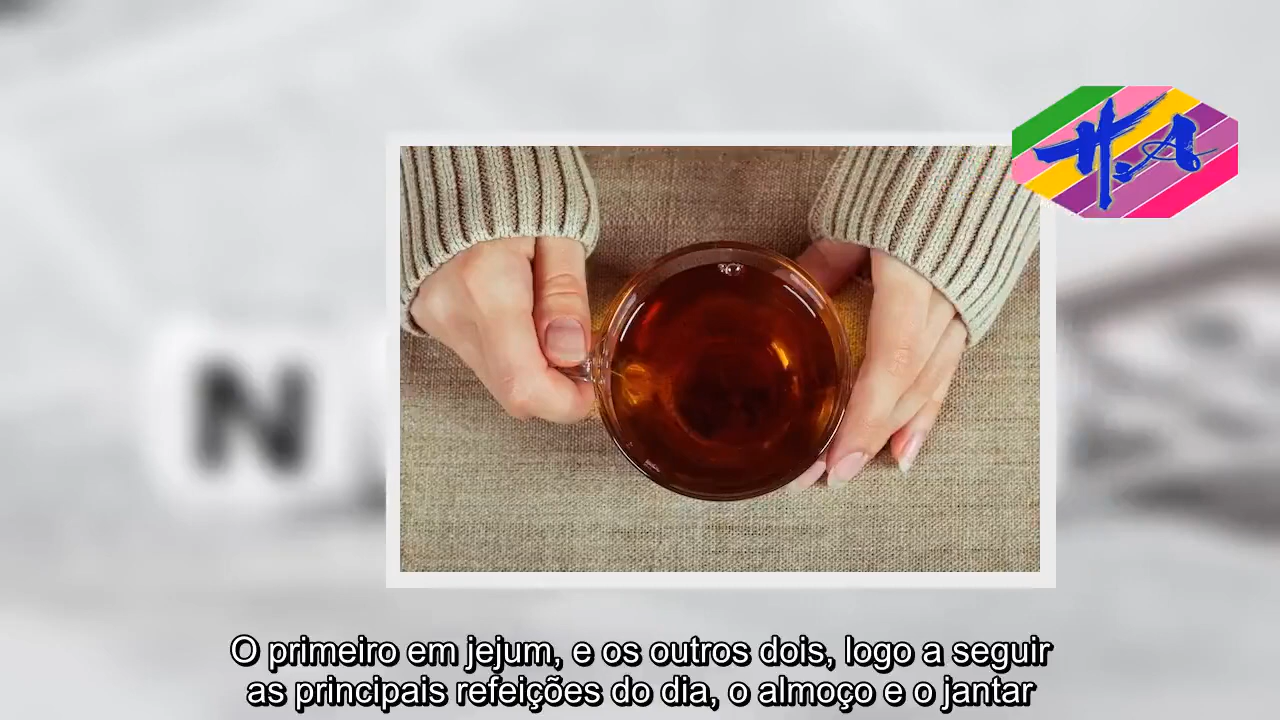 H.A
N
O primeiro em jejum, e os outros dois, logo a seguir
as principais refeições do dia, o almoço e o jantar